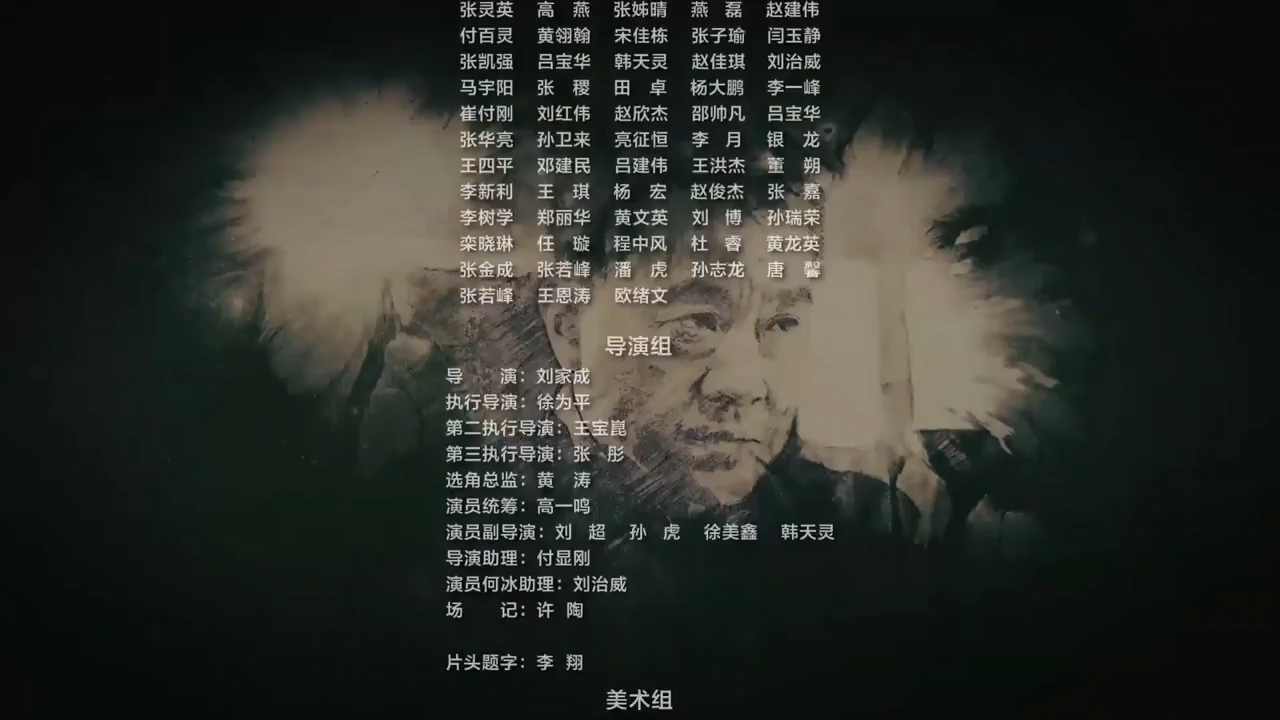 张灵英 高 燕 张姊晴 燕 磊 赵建伟
付百灵 黄翎翰 宋佳栋 张子瑜 闫玉静
张凯强 吕宝华 韩天灵 赵佳琪 刘治威
马宇阳 张 稷 田 卓 杨大鹏 李一峰
崔付刚 刘红伟 赵欣杰 邵帅凡 吕宝华
张华亮 孙卫来 亮征恒 李 月 银 龙
王四平 邓建民 吕建伟 王洪杰 董 朔
李新利 王 琪 杨 宏 赵俊杰 张 嘉
李树学 郑丽华 黄文英 刘 博 孙瑞荣
栾晓琳 任 璇 程中风 杜 睿 黄龙英
张金成 张若峰 潘 虎 孙志龙 唐 馨
张若峰 王恩涛 欧绪文
导演组
导 演：刘家成
执行导演：徐为平
第二执行导演：王宝崑
第三执行导演：张 彤
选角总监：黄 涛
演员统筹：高一鸣
演员副导演：刘 超 孙 虎 徐美鑫 韩天灵
导演助理：付显刚
演员何冰助理：刘治威
场 记：许 陶
片头题字：李 翔
美术组